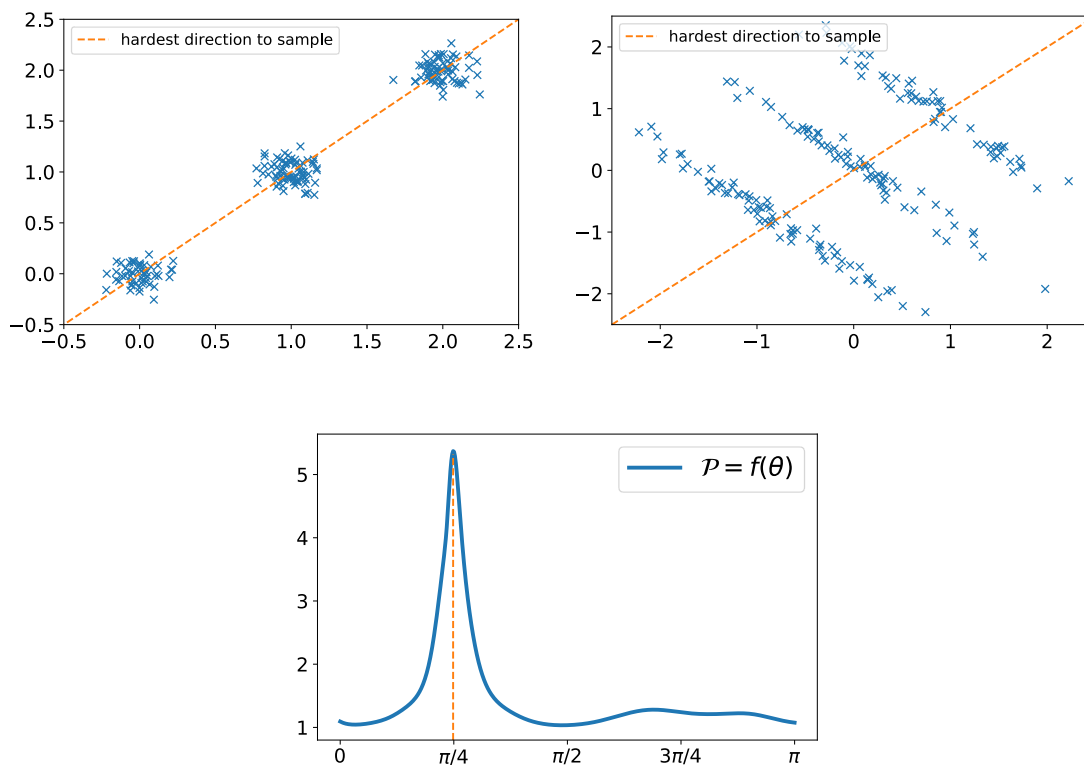 hardest direction to sample
2.5
2.0
1.5
1.0
0.5
0.0
−0.5
−0.5 0.0 0.5 1.0 1.5 2.0 2.5
hardest direction to sample
2
1
0
−1
−2
−2 −1 0 1 2
𝒫 = f(θ)
5
4
3
2
1
0 π/4 π/2 3π/4 π